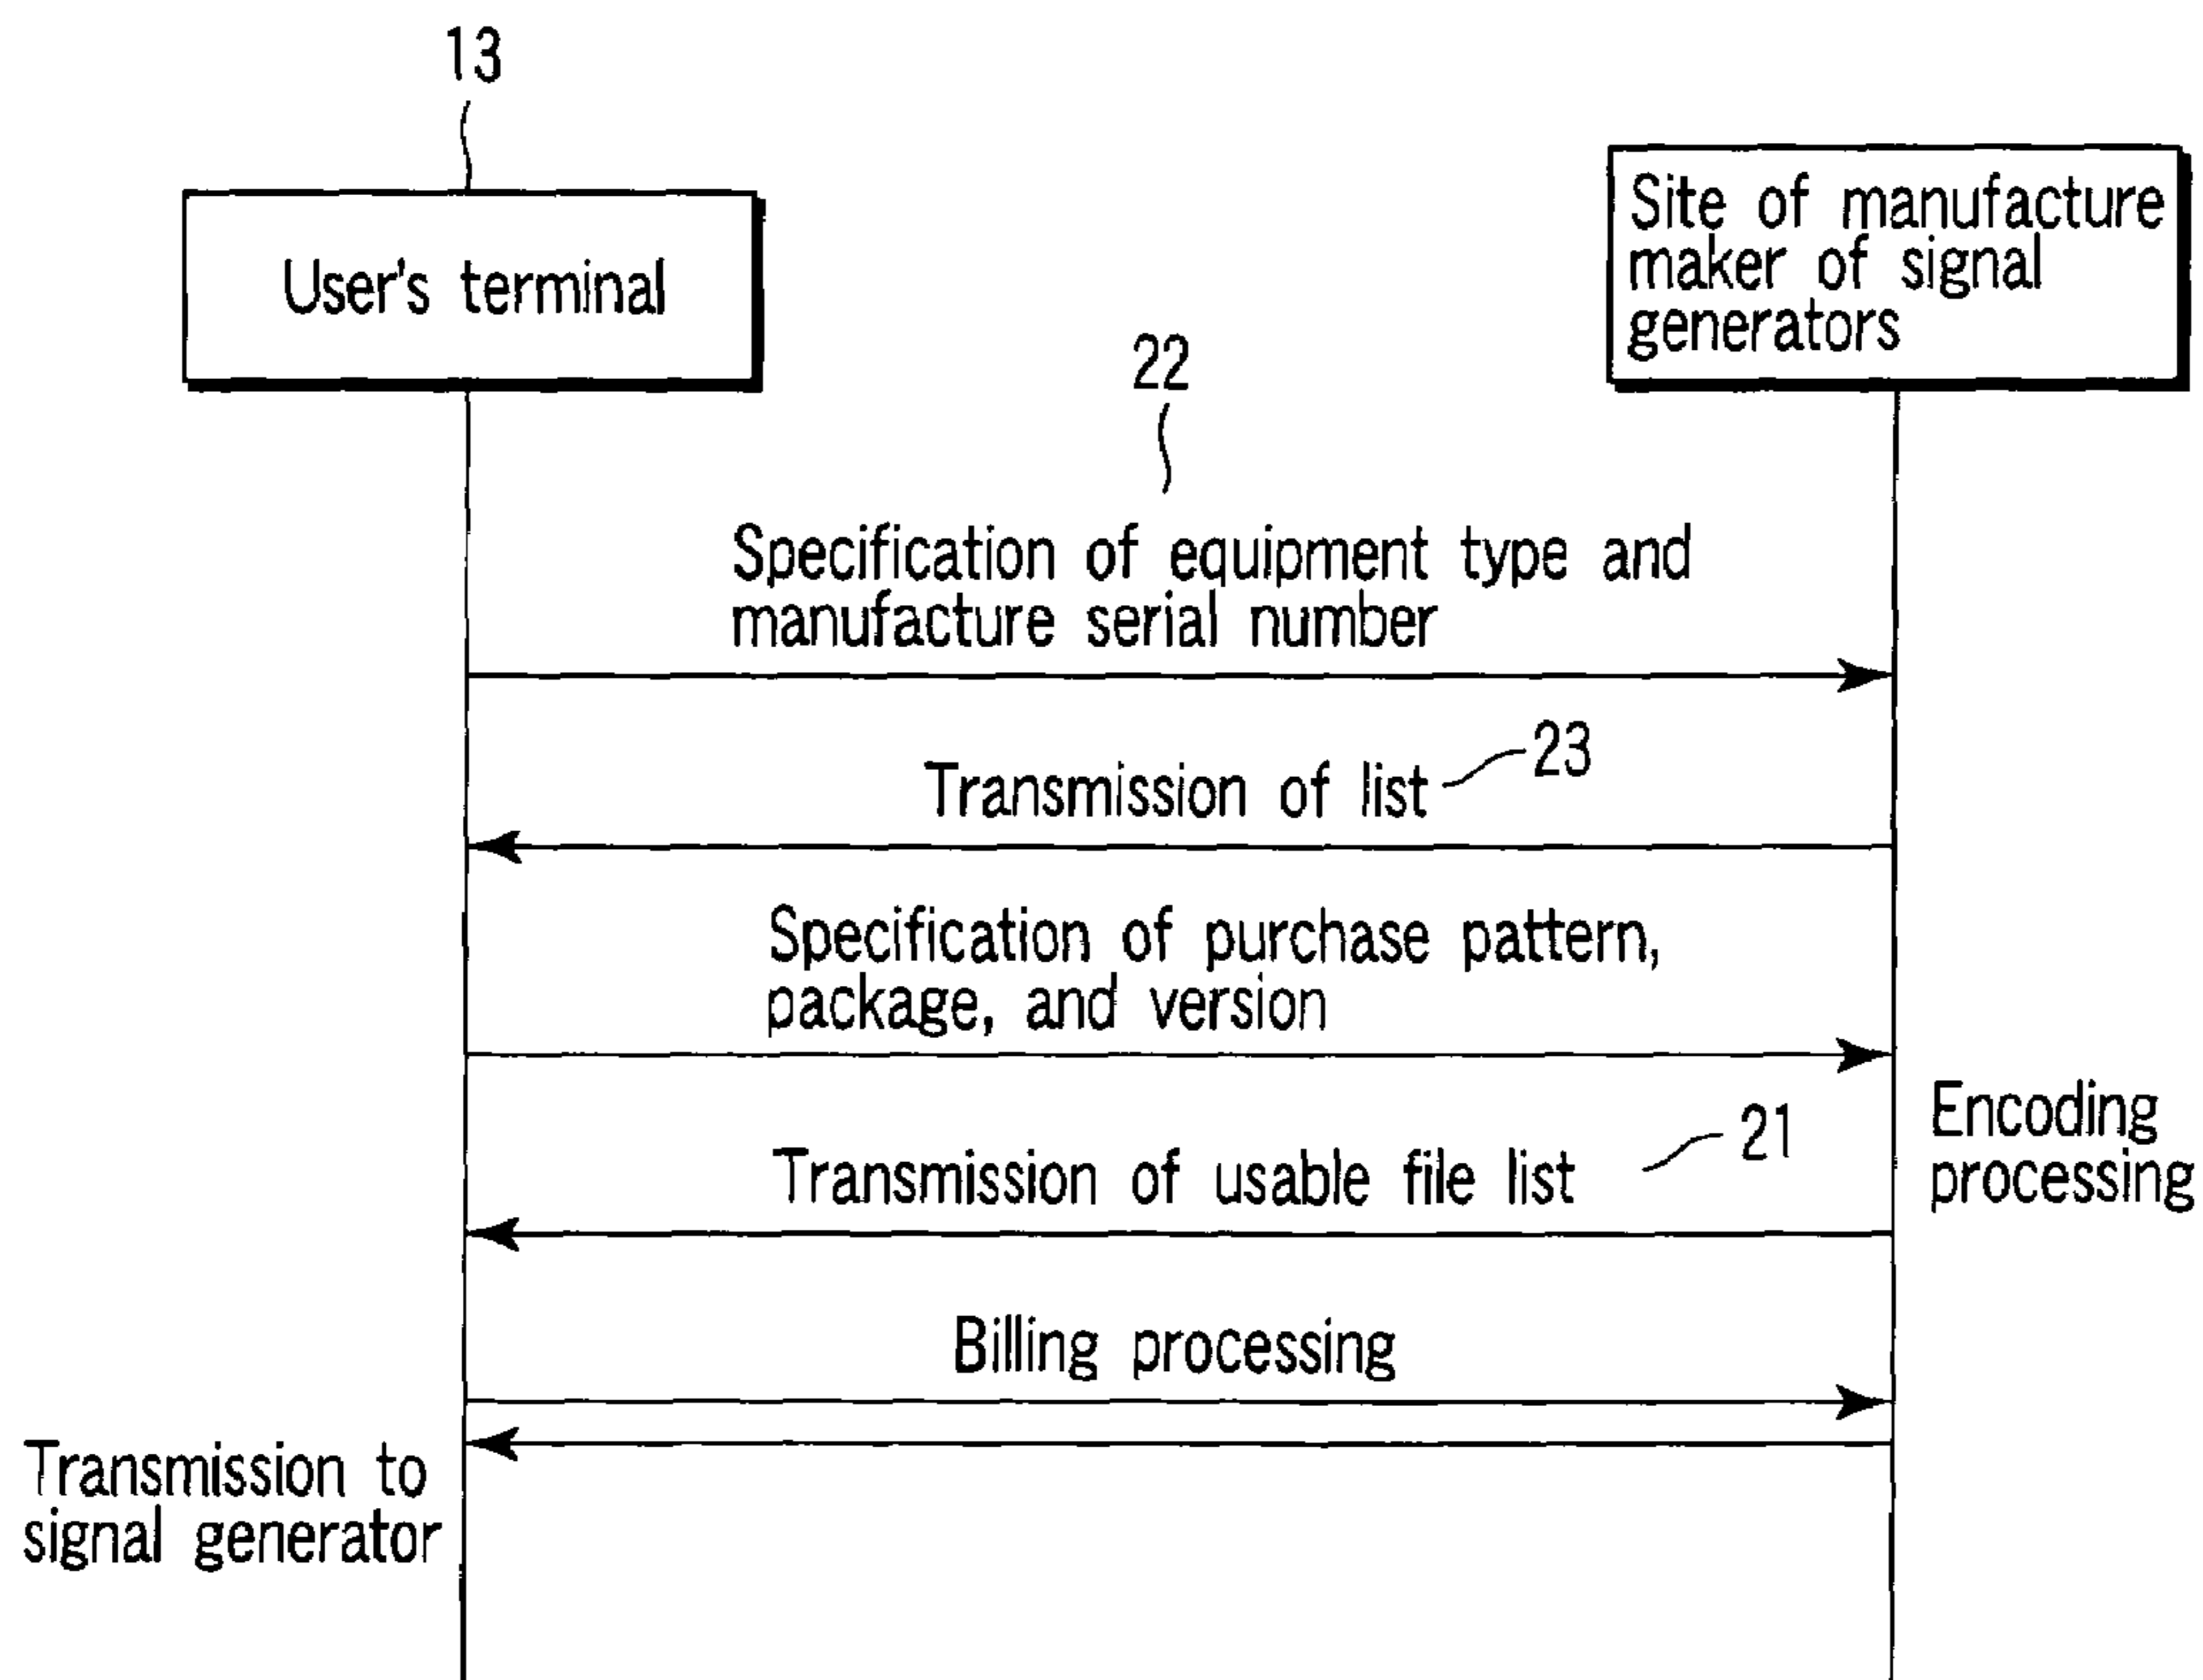 13
User's terminal
Site of manufacture
maker of signal
generators
22
Specification of equipment type and
manufacture serial number
Transmission of list
23
Specification of purchase pattern,
package, and version
Encoding
processing
Transmission of usable file list
21
Billing processing
Transmission to
signal generator